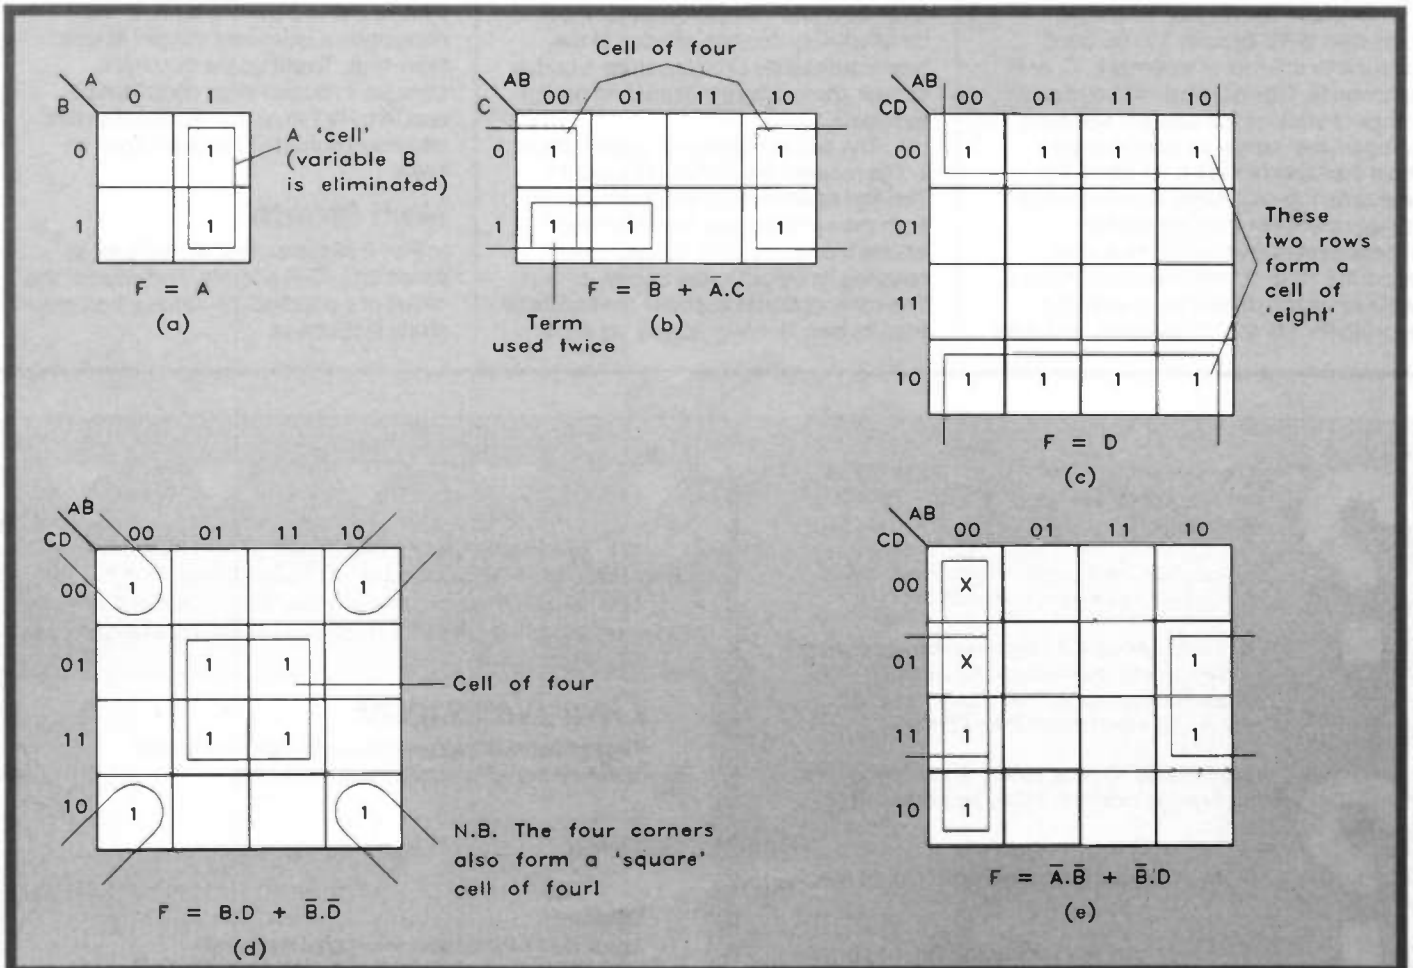 A
B
0 1
0 1
1 1
A 'cell'
(variable B
is eliminated)
F = A
(a)
Cell of four
AB
C
00 01 11 10
0 1 1
1 1 1 1
F = B + A.C
(b)
Term
used twice
AB
CD
00 01 11 10
00 1 1 1 1
01
11
10 1 1 1 1
These
two rows
form a
cell of
'eight'
F = D
(c)
AB
CD
00 01 11 10
00 1 1
01 1 1
11 1 1
10 1 1
Cell of four
N.B. The four corners
also form a 'square'
cell of four!
F = B.D + B̅.D̅
(d)
AB
CD
00 01 11 10
00 X
01 X 1
11 1 1
10 1
F = A̅.B̅ + B̅.D
(e)